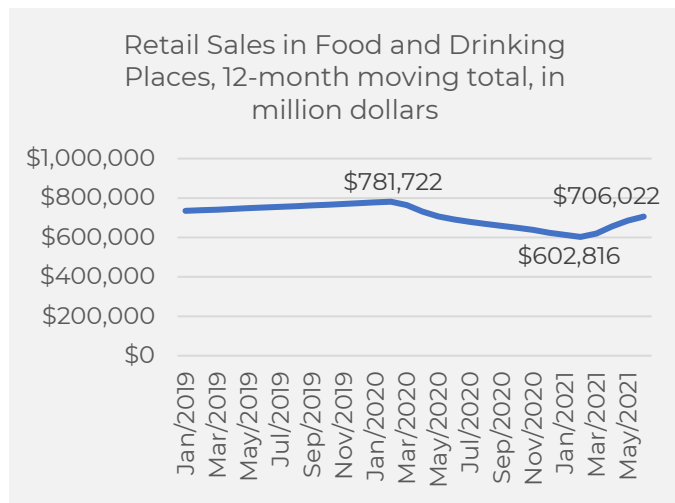 Retail Sales in Food and Drinking
Places, 12-month moving total, in
million dollars
$1,000,000
$800,000
$600,000
$400,000
$200,000
$0
$781,722
$706,022
$602,816
Jan/2019
Mar/2019
May/2019
Jul/2019
Sep/2019
Nov/2019
Jan/2020
Mar/2020
May/2020
Jul/2020
Sep/2020
Nov/2020
Jan/2021
Mar/2021
May/2021